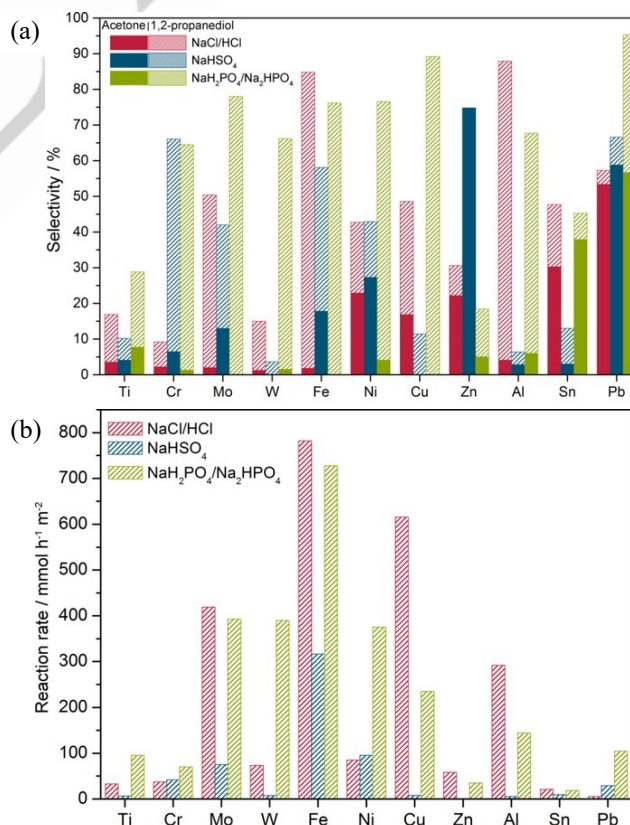 (a)
Acetone|1,2-propanediol
NaCl/HCl
NaHSO₄
NaH₂PO₄/Na₂HPO₄
Selectivity / %
100
90
80
70
60
50
40
30
20
10
0
Ti Cr Mo W Fe Ni Cu Zn Al Sn Pb
(b)
NaCl/HCl
NaHSO₄
NaH₂PO₄/Na₂HPO₄
Reaction rate / mmol h⁻¹ m⁻²
800
700
600
500
400
300
200
100
0
Ti Cr Mo W Fe Ni Cu Zn Al Sn Pb